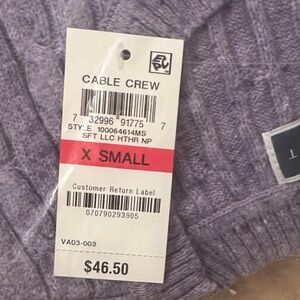 CABLE CREW
7 32996 91775 7
STYLE 100064614MS
SFT LLC HTHR NP
X SMALL
Customer Return Label
070790293905
VA03-003
$46.50